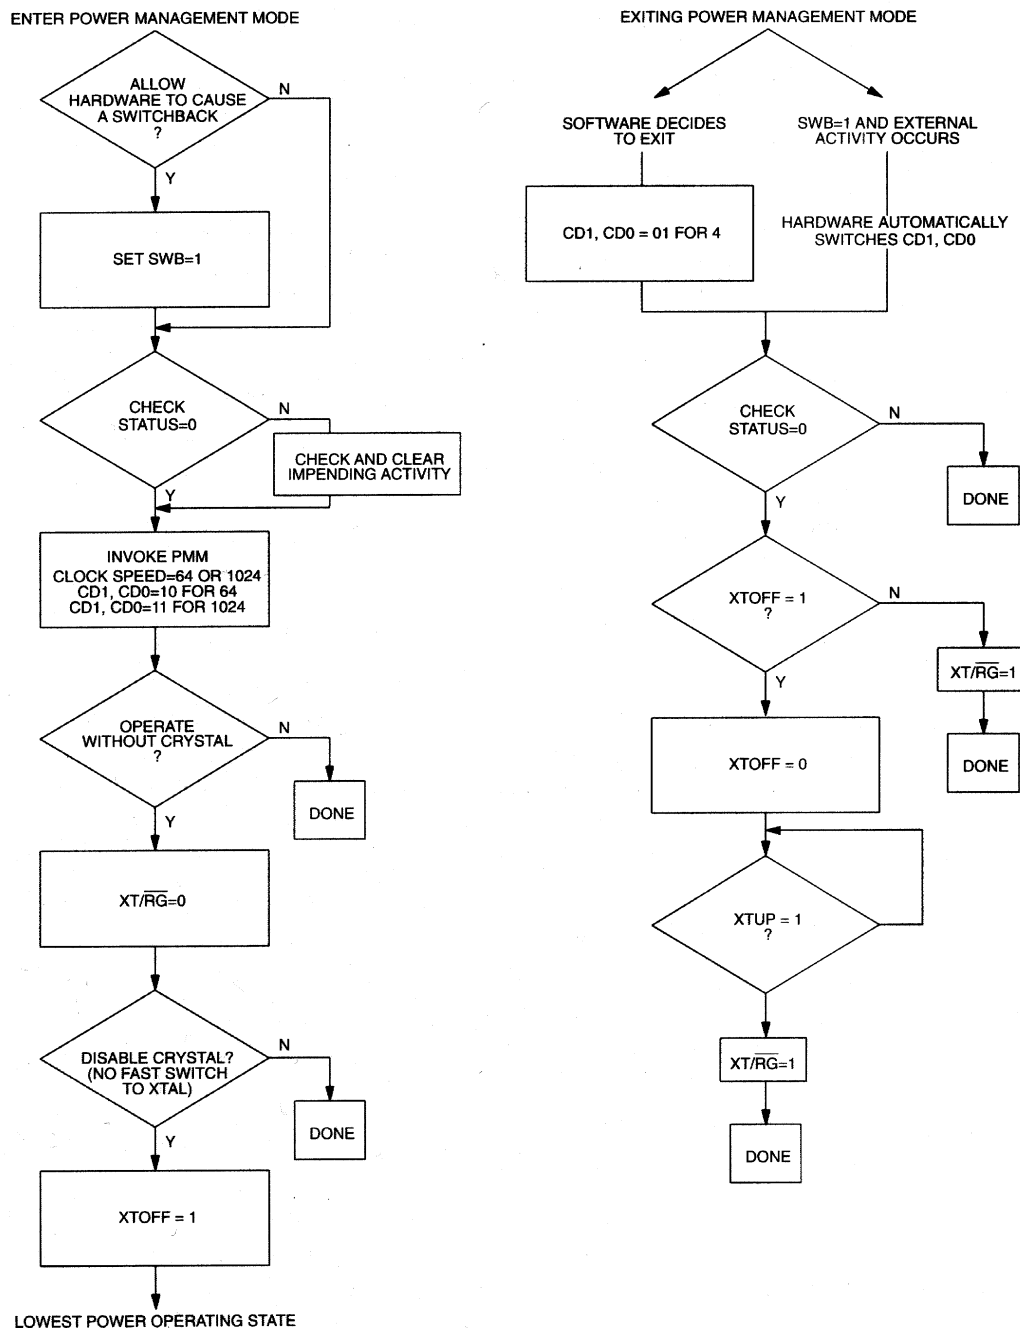 ENTER POWER MANAGEMENT MODE
ALLOW
HARDWARE TO CAUSE
A SWITCHBACK
?
N
Y
SET SWB=1
CHECK
STATUS=0
N
CHECK AND CLEAR
IMPENDING ACTIVITY
Y
INVOKE PMM
CLOCK SPEED=64 OR 1024
CD1, CD0=10 FOR 64
CD1, CD0=11 FOR 1024
OPERATE
WITHOUT CRYSTAL
?
N
DONE
Y
XT/R̅G̅=0
DISABLE CRYSTAL?
(NO FAST SWITCH
TO XTAL)
N
DONE
Y
XTOFF = 1
LOWEST POWER OPERATING STATE
EXITING POWER MANAGEMENT MODE
SOFTWARE DECIDES
TO EXIT
SWB=1 AND EXTERNAL
ACTIVITY OCCURS
CD1, CD0 = 01 FOR 4
HARDWARE AUTOMATICALLY
SWITCHES CD1, CD0
CHECK
STATUS=0
N
DONE
Y
XTOFF = 1
?
N
XT/R̅G̅=1
DONE
Y
XTOFF = 0
XTUP = 1
?
XT/R̅G̅=1
DONE